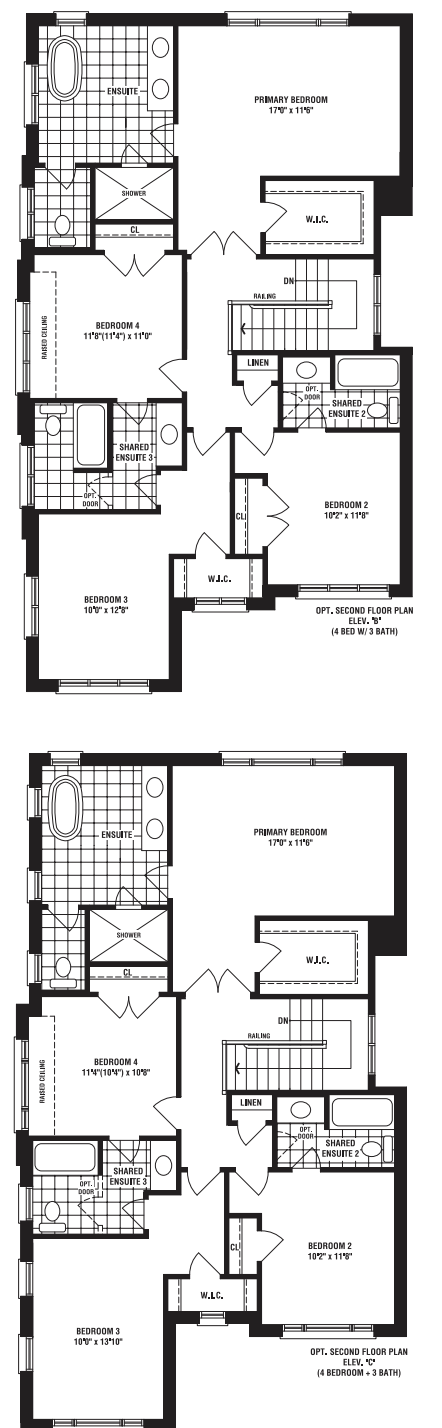 ENSUITE
PRIMARY BEDROOM
17'0" x 11'6"
SHOWER
W.I.C.
CL
DN
RAILING
BEDROOM 4
11'6"(11'4") x 11'0"
RAISED CEILING
LINEN
OPT.
DOOR
SHARED
ENSUITE 2
SHARED
ENSUITE 3
OPT.
DOOR
CL
BEDROOM 2
10'2" x 11'8"
W.I.C.
BEDROOM 3
10'0" x 12'8"
OPT. SECOND FLOOR PLAN
ELEV. 'B'
(4 BED W/ 3 BATH)
ENSUITE
PRIMARY BEDROOM
17'0" x 11'6"
SHOWER
W.I.C.
CL
DN
RAILING
BEDROOM 4
11'4"(10'4") x 10'8"
RAISED CEILING
LINEN
OPT.
DOOR
SHARED
ENSUITE 2
SHARED
ENSUITE 3
OPT.
DOOR
CL
BEDROOM 2
10'2" x 11'8"
W.I.C.
BEDROOM 3
10'0" x 13'10"
OPT. SECOND FLOOR PLAN
ELEV. 'C'
(4 BEDROOM + 3 BATH)